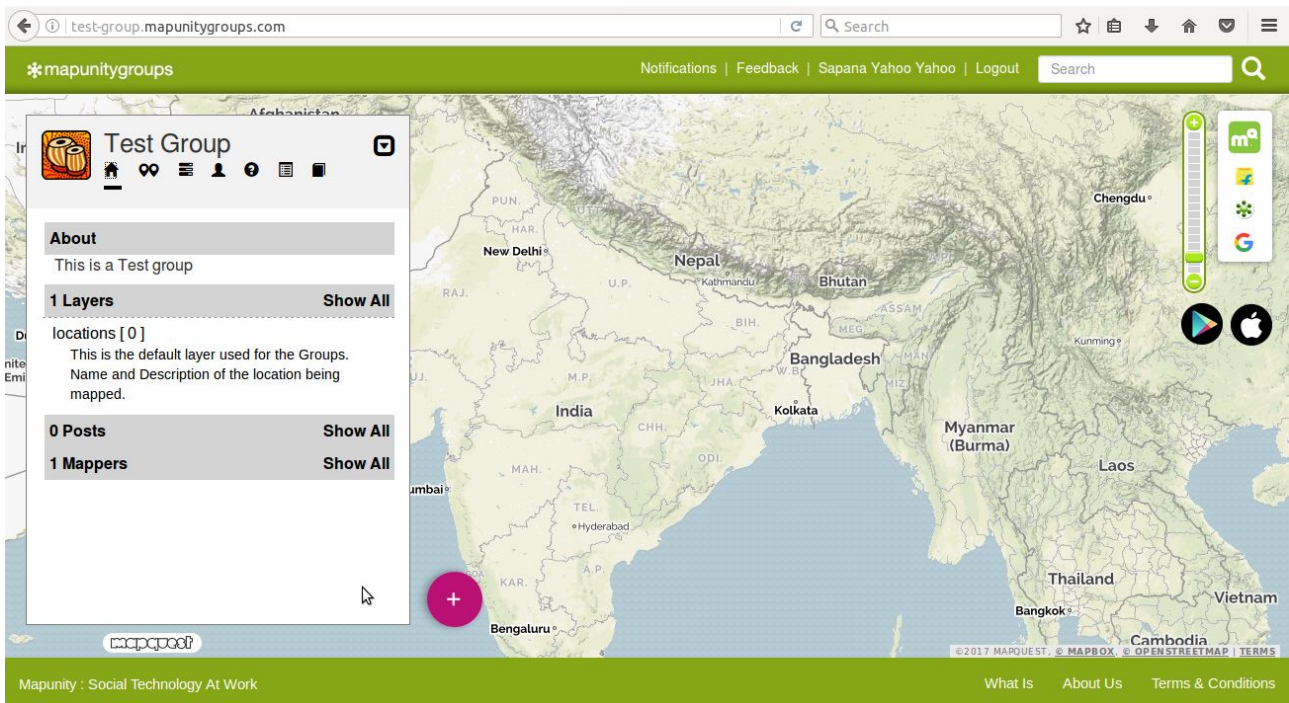 test-group.mapunitygroups.com
Search
mapunitygroups
Notifications | Feedback | Sapana Yahoo Yahoo | Logout
Search
Test Group
About
This is a Test group
1 Layers Show All
locations [ 0 ]
This is the default layer used for the Groups.
Name and Description of the location being
mapped.
0 Posts Show All
1 Mappers Show All
Afghanistan
PUN.
HAR.
New Delhi
UTT
RAJ.
U.P.
Nepal
Kathmandu
Bhutan
ASSAM
BIH.
MEG.
Bangladesh
MAN
W.B.
MIZ.
M.P.
JHA.
India
Kolkata
CHH.
ODI.
MAH.
umbai
TEL.
Hyderabad
GOA
KAR.
A.P.
Bengaluru
Chengdu
Kunming
Myanmar
(Burma)
Laos
Thailand
Bangkok
Vietnam
Cambodia
mª
G
+
mapquest
©2017 MAPQUEST, © MAPBOX, © OPENSTREETMAP | TERMS
Mapunity : Social Technology At Work
What Is About Us Terms & Conditions